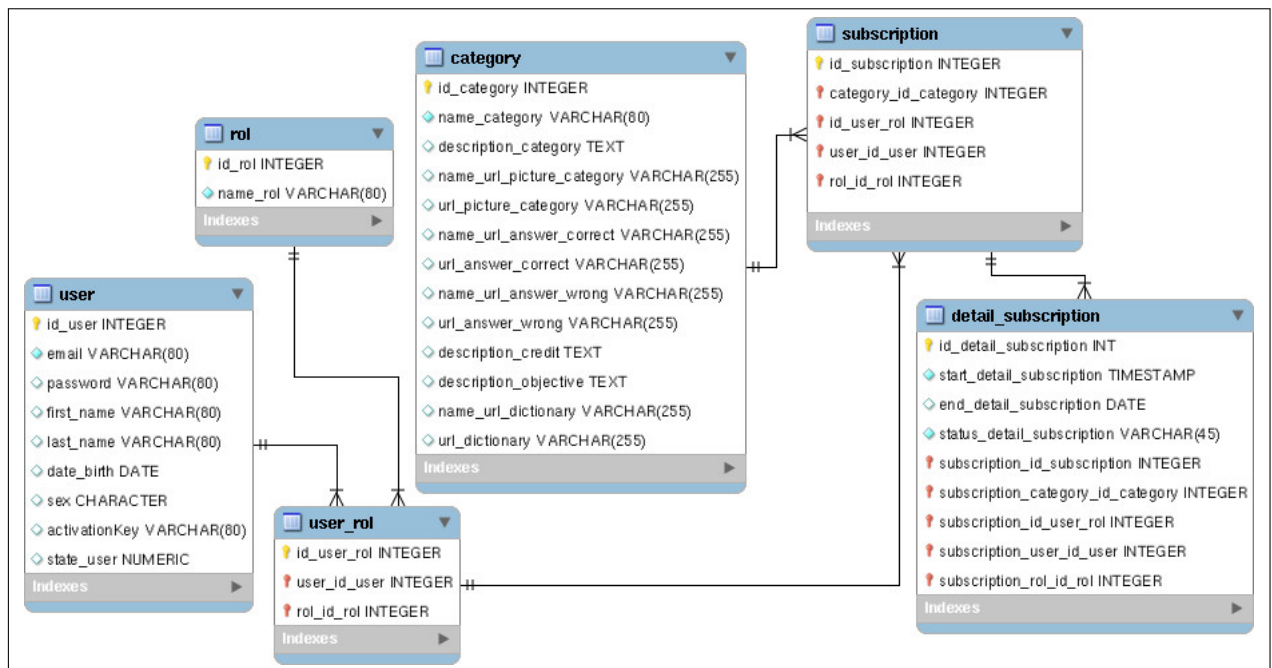 rol
id_rol INTEGER
name_rol VARCHAR(80)
Indexes
user
id_user INTEGER
email VARCHAR(80)
password VARCHAR(80)
first_name VARCHAR(80)
last_name VARCHAR(80)
date_birth DATE
sex CHARACTER
activationKey VARCHAR(80)
state_user NUMERIC
Indexes
user_rol
id_user_rol INTEGER
user_id_user INTEGER
rol_id_rol INTEGER
Indexes
category
id_category INTEGER
name_category VARCHAR(80)
description_category TEXT
name_url_picture_category VARCHAR(255)
url_picture_category VARCHAR(255)
name_url_answer_correct VARCHAR(255)
url_answer_correct VARCHAR(255)
name_url_answer_wrong VARCHAR(255)
url_answer_wrong VARCHAR(255)
description_credit TEXT
description_objective TEXT
name_url_dictionary VARCHAR(255)
url_dictionary VARCHAR(255)
Indexes
subscription
id_subscription INTEGER
category_id_category INTEGER
id_user_rol INTEGER
user_id_user INTEGER
rol_id_rol INTEGER
Indexes
detail_subscription
id_detail_subscription INT
start_detail_subscription TIMESTAMP
end_detail_subscription DATE
status_detail_subscription VARCHAR(45)
subscription_id_subscription INTEGER
subscription_category_id_category INTEGER
subscription_id_user_rol INTEGER
subscription_user_id_user INTEGER
subscription_rol_id_rol INTEGER
Indexes